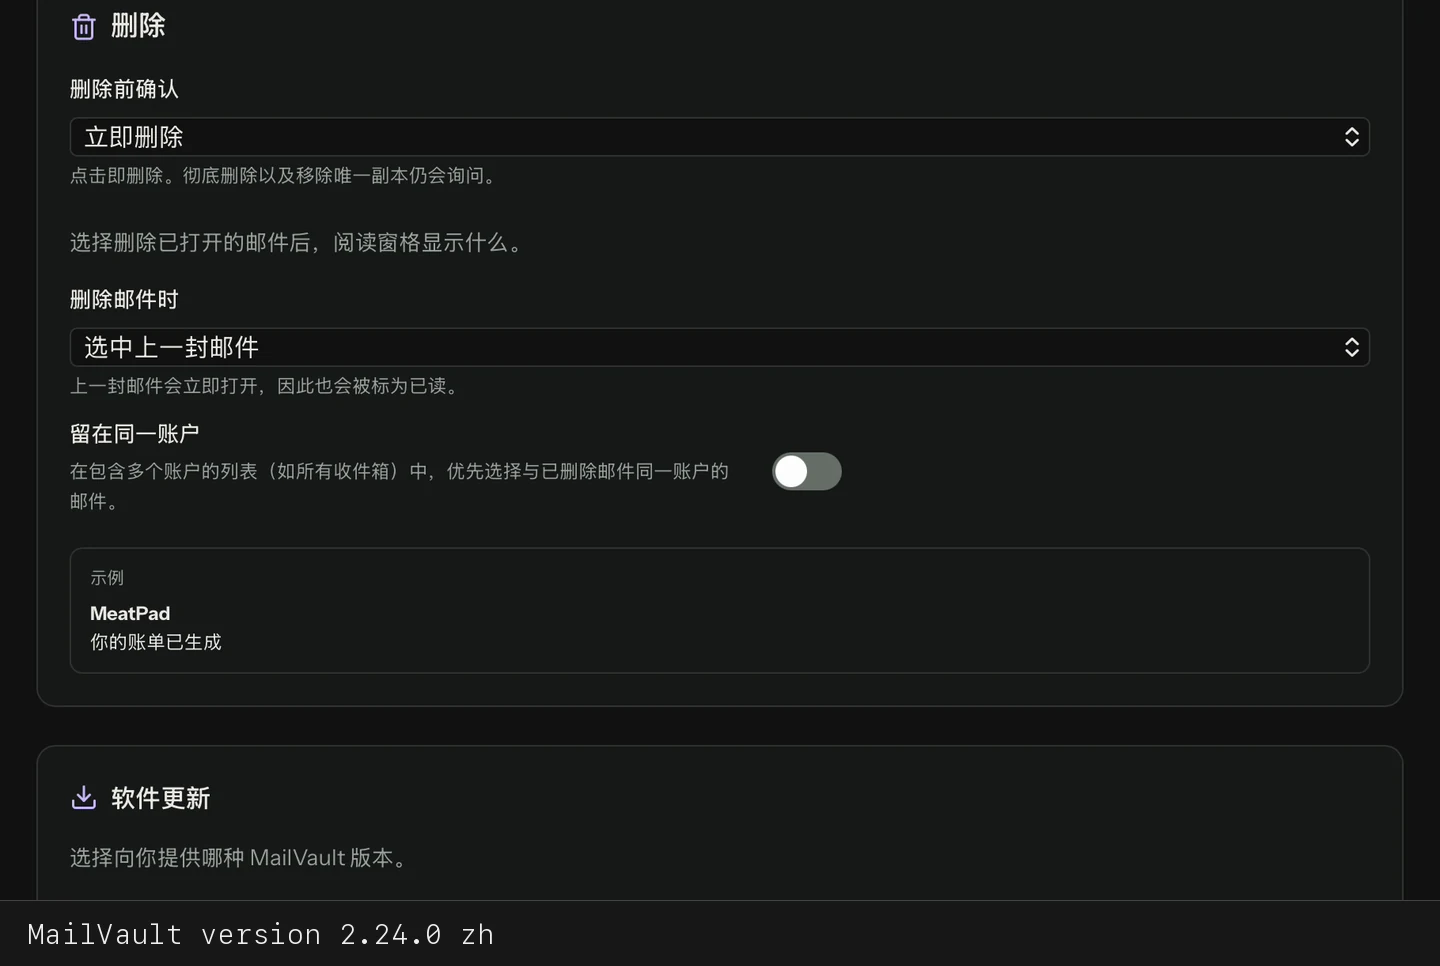 删除
删除前确认
立即删除
点击即删除。彻底删除以及移除唯一副本仍会询问。
选择删除已打开的邮件后，阅读窗格显示什么。
删除邮件时
选中上一封邮件
上一封邮件会立即打开，因此也会被标为已读。
留在同一账户
在包含多个账户的列表（如所有收件箱）中，优先选择与已删除邮件同一账户的
邮件。
示例
MeatPad
你的账单已生成
软件更新
选择向你提供哪种 MailVault 版本。
MailVault version 2.24.0 zh